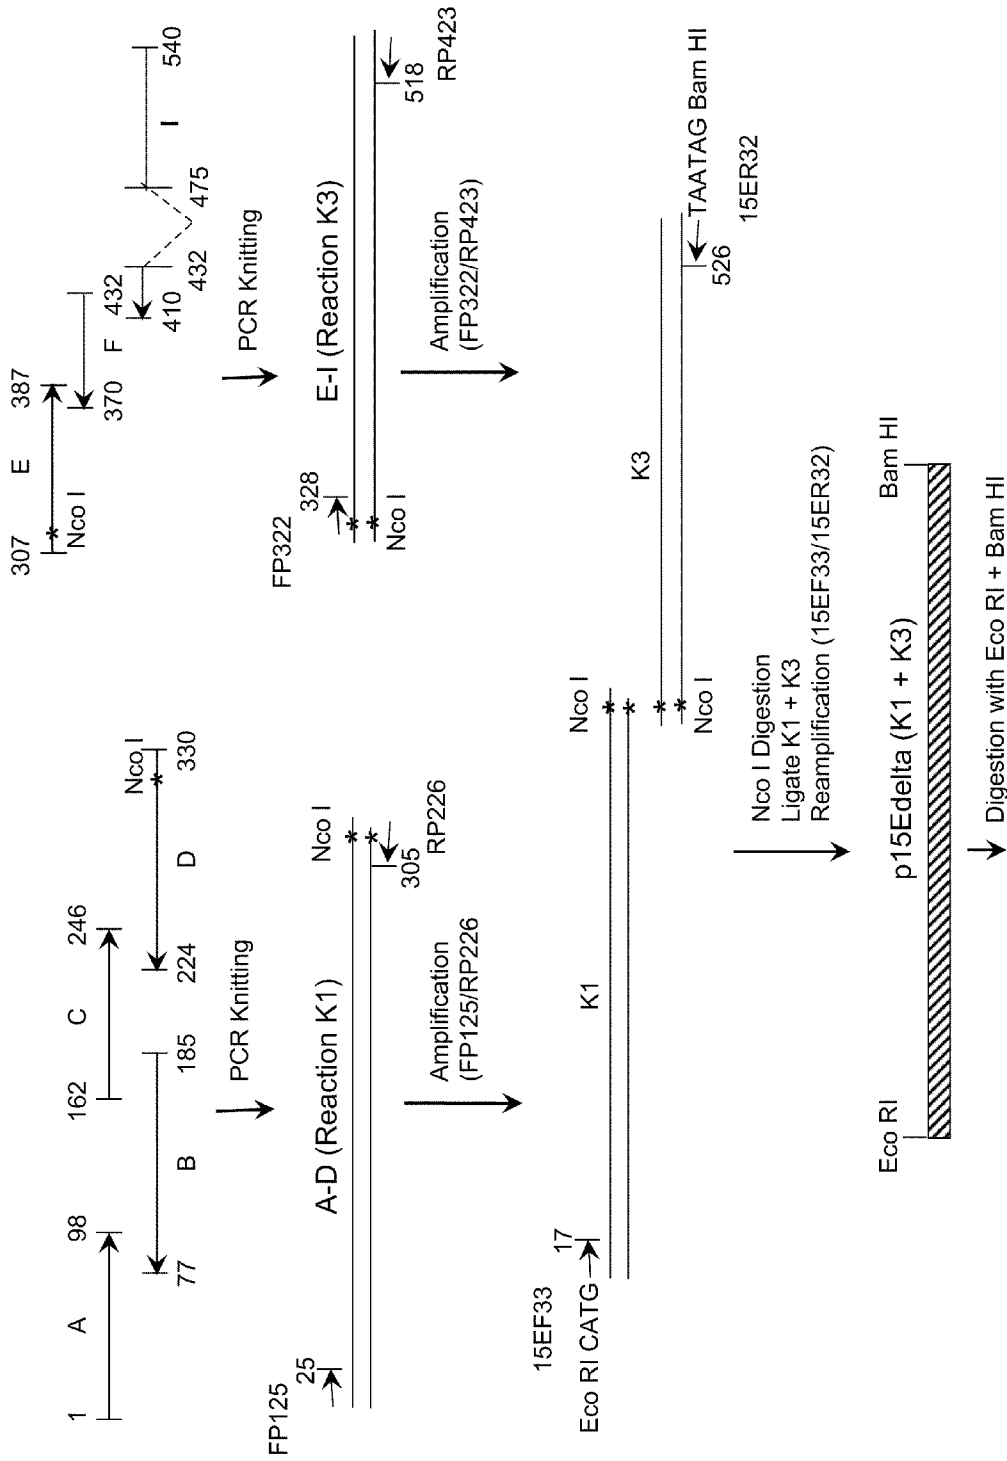 1
A
98
77
B
185
162
C
246
224
D
Nco I
330
307
Nco I
E
387
370
F
432
410
432
475
I
540
PCR Knitting
PCR Knitting
FP125
25
A-D (Reaction K1)
Nco I
305
RP226
FP322
328
Nco I
E-I (Reaction K3)
518
RP423
Amplification
(FP125/RP226
Amplification
(FP322/RP423)
15EF33
Eco RI CATG
17
K1
Nco I
Nco I
K3
526
TAATAG Bam HI
15ER32
Nco I Digestion
Ligate K1 + K3
Reamplification (15EF33/15ER32)
Eco RI
p15Edelta (K1 + K3)
Bam HI
Digestion with Eco RI + Bam HI